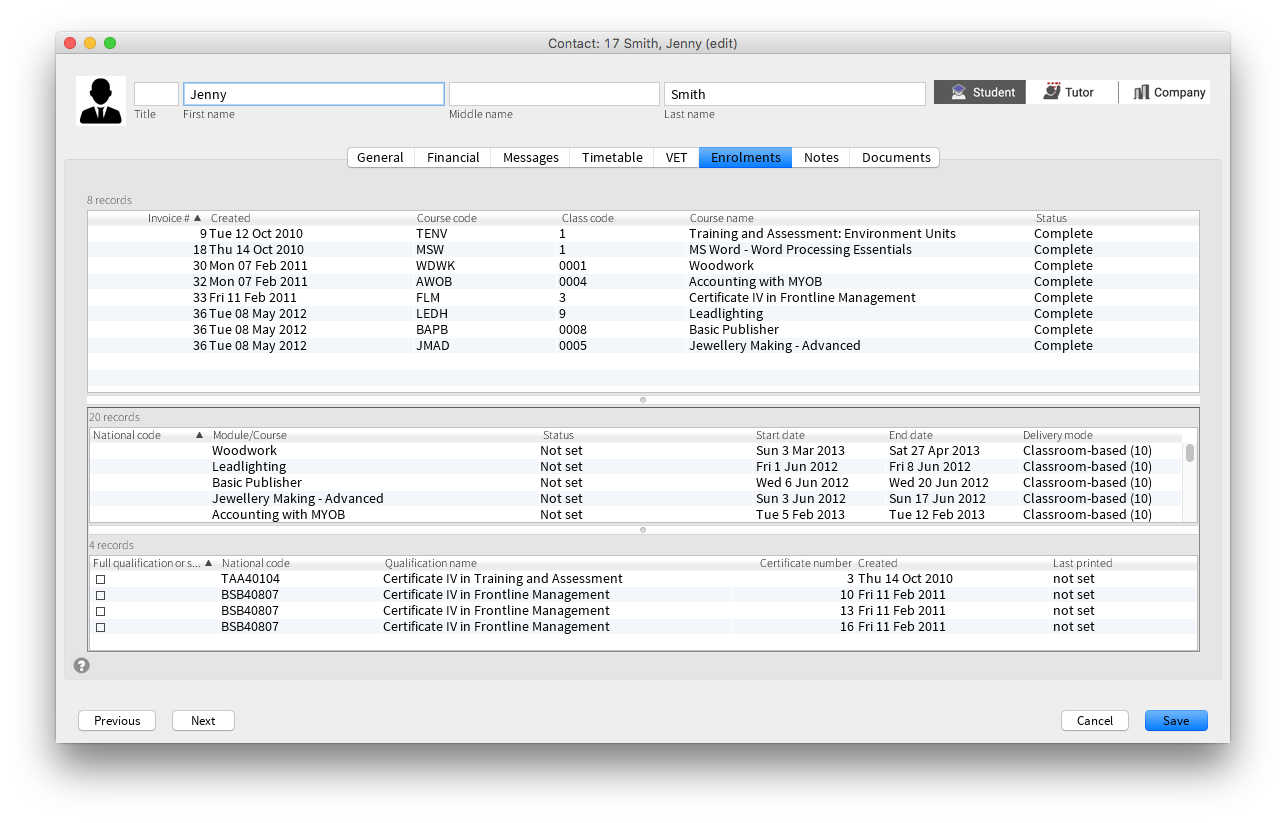 Contact: 17 Smith, Jenny (edit)
Jenny Smith Student Tutor Company
Title First name Middle name Last name
General Financial Messages Timetable VET Enrolments Notes Documents
8 records
Invoice # ▲ Created Course code Class code Course name Status
9 Tue 12 Oct 2010 TENV 1 Training and Assessment: Environment Units Complete
18 Thu 14 Oct 2010 MSW 1 MS Word - Word Processing Essentials Complete
30 Mon 07 Feb 2011 WDWK 0001 Woodwork Complete
32 Mon 07 Feb 2011 AWOB 0004 Accounting with MYOB Complete
33 Fri 11 Feb 2011 FLM 3 Certificate IV in Frontline Management Complete
36 Tue 08 May 2012 LEDH 9 Leadlighting Complete
36 Tue 08 May 2012 BAPB 0008 Basic Publisher Complete
36 Tue 08 May 2012 JMAD 0005 Jewellery Making - Advanced Complete
20 records
National code ▲ Module/Course Status Start date End date Delivery mode
Woodwork Not set Sun 3 Mar 2013 Sat 27 Apr 2013 Classroom-based (10)
Leadlighting Not set Fri 1 Jun 2012 Fri 8 Jun 2012 Classroom-based (10)
Basic Publisher Not set Wed 6 Jun 2012 Wed 20 Jun 2012 Classroom-based (10)
Jewellery Making - Advanced Not set Sun 3 Jun 2012 Sun 17 Jun 2012 Classroom-based (10)
Accounting with MYOB Not set Tue 5 Feb 2013 Tue 12 Feb 2013 Classroom-based (10)
4 records
Full qualification or s... ▲ National code Qualification name Certificate number Created Last printed
TAA40104 Certificate IV in Training and Assessment 3 Thu 14 Oct 2010 not set
BSB40807 Certificate IV in Frontline Management 10 Fri 11 Feb 2011 not set
BSB40807 Certificate IV in Frontline Management 13 Fri 11 Feb 2011 not set
BSB40807 Certificate IV in Frontline Management 16 Fri 11 Feb 2011 not set
?
Previous Next Cancel Save